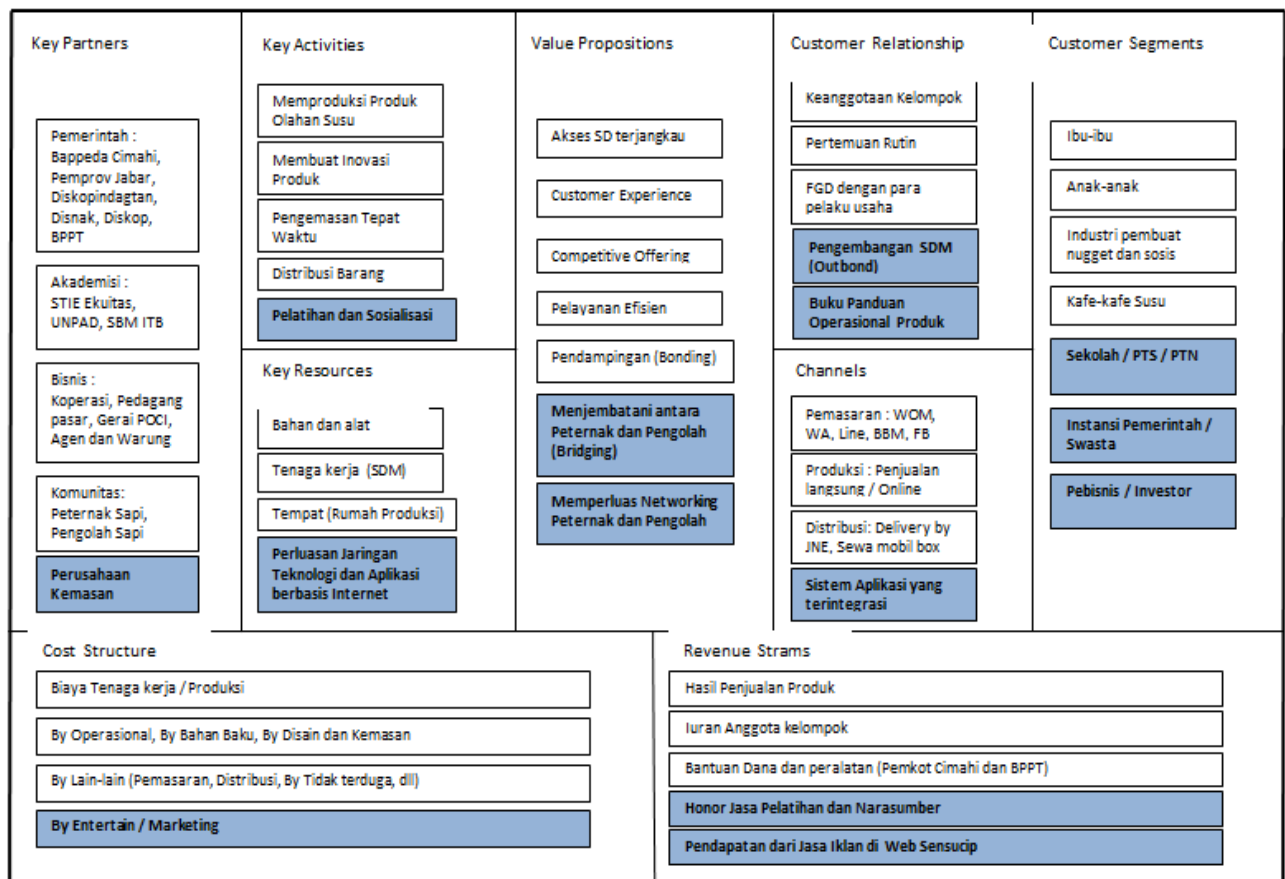 Key Partners
Pemerintah :
Bappeda Cimahi,
Pemprov Jabar,
Diskopindagtan,
Disnak, Diskop,
BPPT
Akademisi :
STIE Ekuitas,
UNPAD, SBM ITB
Bisnis :
Koperasi, Pedagang
pasar, Gerai POCI,
Agen dan Warung
Komunitas:
Peternak Sapi,
Pengolah Sapi
Perusahaan
Kemasan
Key Activities
Memproduksi Produk
Olahan Susu
Membuat Inovasi
Produk
Pengemasan Tepat
Waktu
Distribusi Barang
Pelatihan dan Sosialisasi
Key Resources
Bahan dan alat
Tenaga kerja (SDM)
Tempat (Rumah Produksi)
Perluasan Jaringan
Teknologi dan Aplikasi
berbasis Internet
Value Propositions
Akses SD terjangkau
Customer Experience
Competitive Offering
Pelayanan Efisien
Pendampingan (Bonding)
Menjembatani antara
Peternak dan Pengolah
(Bridging)
Memperluas Networking
Peternak dan Pengolah
Customer Relationship
Keanggotaan Kelompok
Pertemuan Rutin
FGD dengan para
pelaku usaha
Pengembangan SDM
(Outbond)
Buku Panduan
Operasional Produk
Channels
Pemasaran : WOM,
WA, Line, BBM, FB
Produksi : Penjualan
langsung / Online
Distribusi: Delivery by
JNE, Sewa mobil box
Sistem Aplikasi yang
terintegrasi
Customer Segments
Ibu-ibu
Anak-anak
Industri pembuat
nugget dan sosis
Kafe-kafe Susu
Sekolah / PTS / PTN
Instansi Pemerintah /
Swasta
Pebisnis / Investor
Cost Structure
Biaya Tenaga kerja / Produksi
By Operasional, By Bahan Baku, By Disain dan Kemasan
By Lain-lain (Pemasaran, Distribusi, By Tidak terduga, dll)
By Entertain / Marketing
Revenue Strams
Hasil Penjualan Produk
Iuran Anggota kelompok
Bantuan Dana dan peralatan (Pemkot Cimahi dan BPPT)
Honor Jasa Pelatihan dan Narasumber
Pendapatan dari Jasa Iklan di Web Sensucip